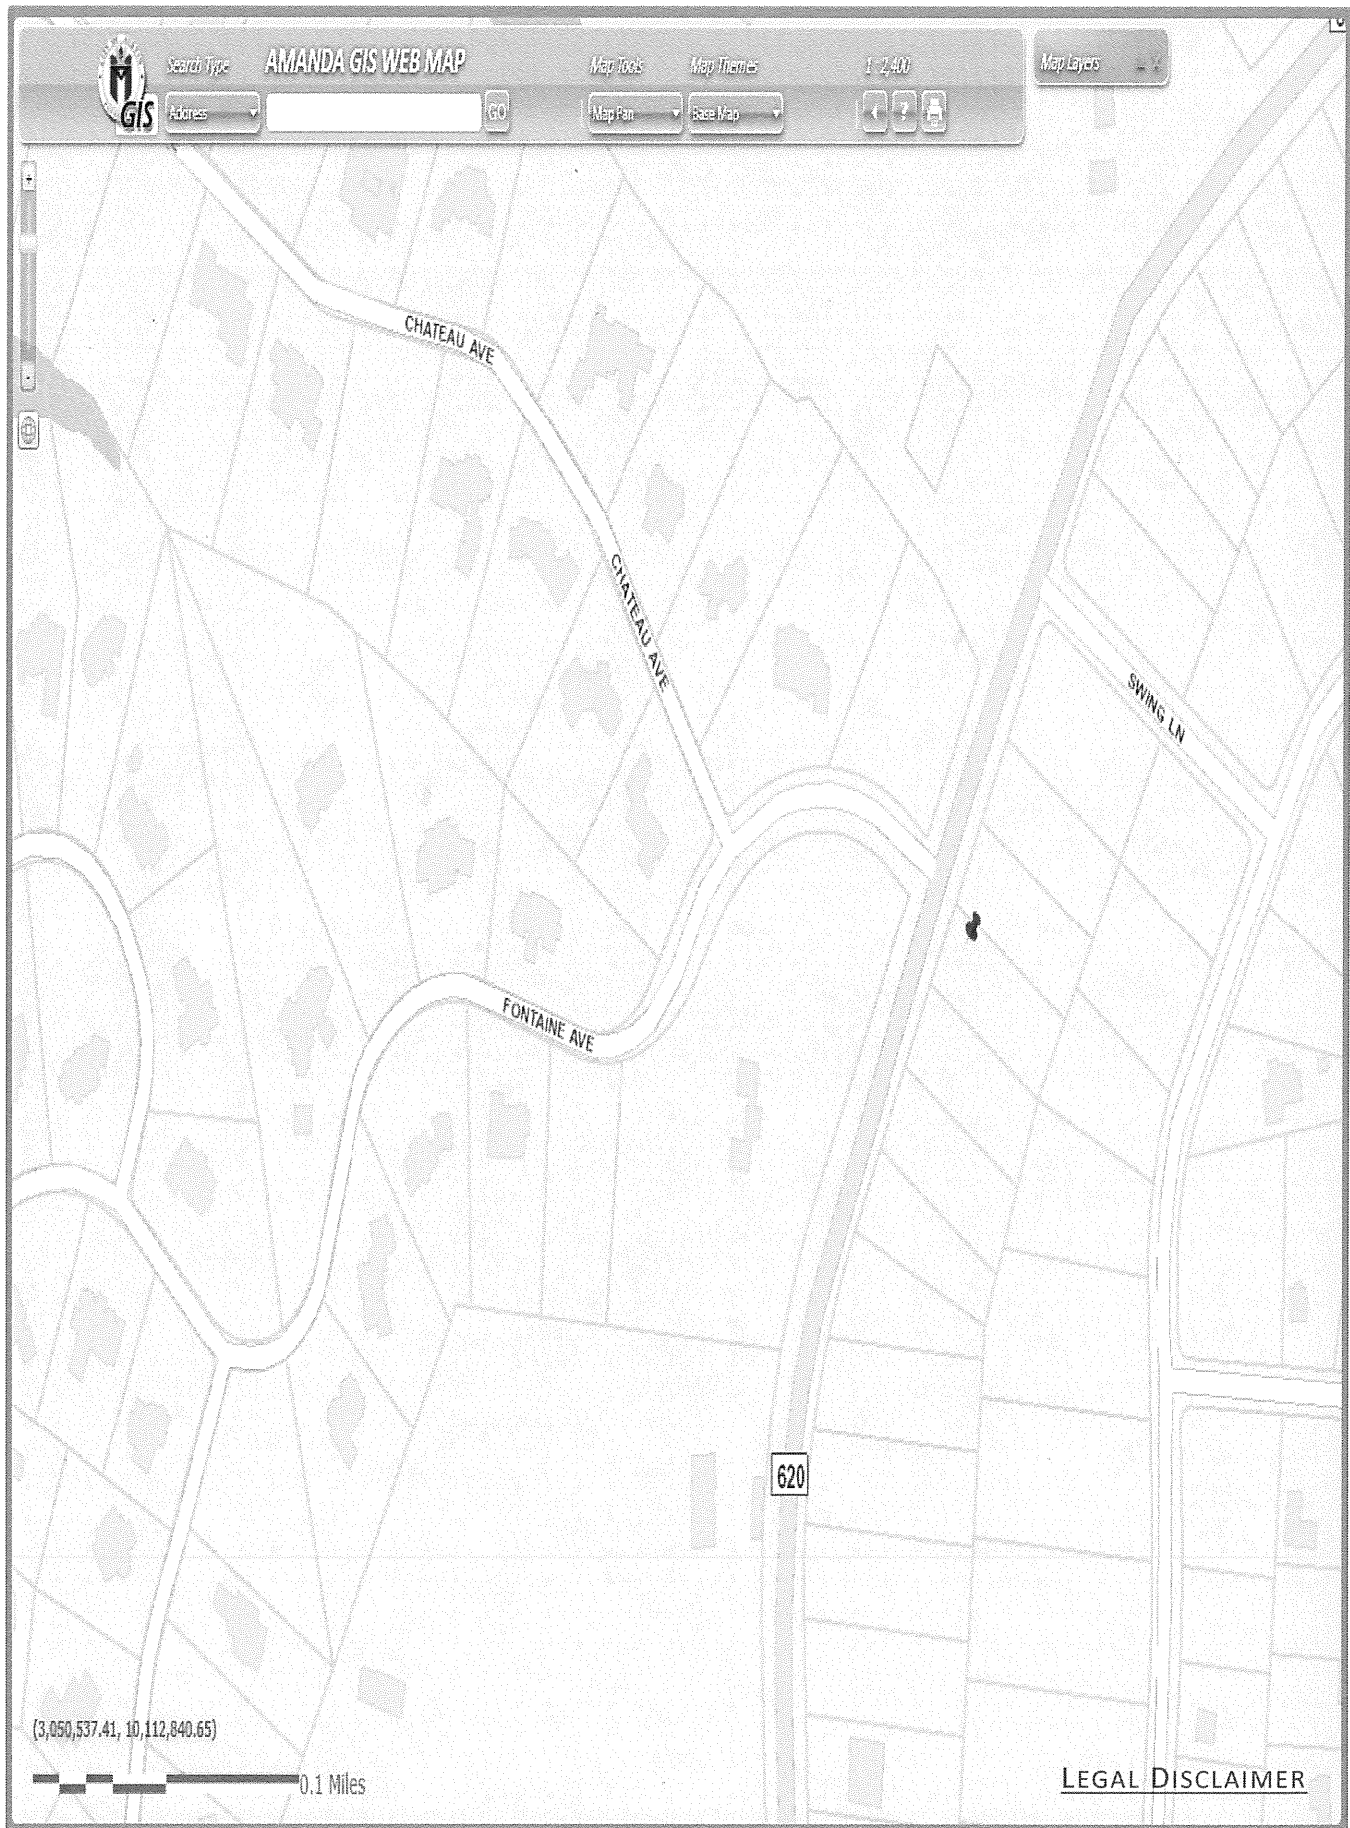 Search Type
AMANDA GIS WEB MAP
Map Tools
Map Themes
1: 2,400
Map Layers
GIS
Address
GO
Map Pan
Base Map
?
+
-
CHATEAU AVE
CHATEAU AVE
SWING LN
FONTAINE AVE
620
(3,050,537.41, 10,112,840.65)
0.1 Miles
LEGAL DISCLAIMER